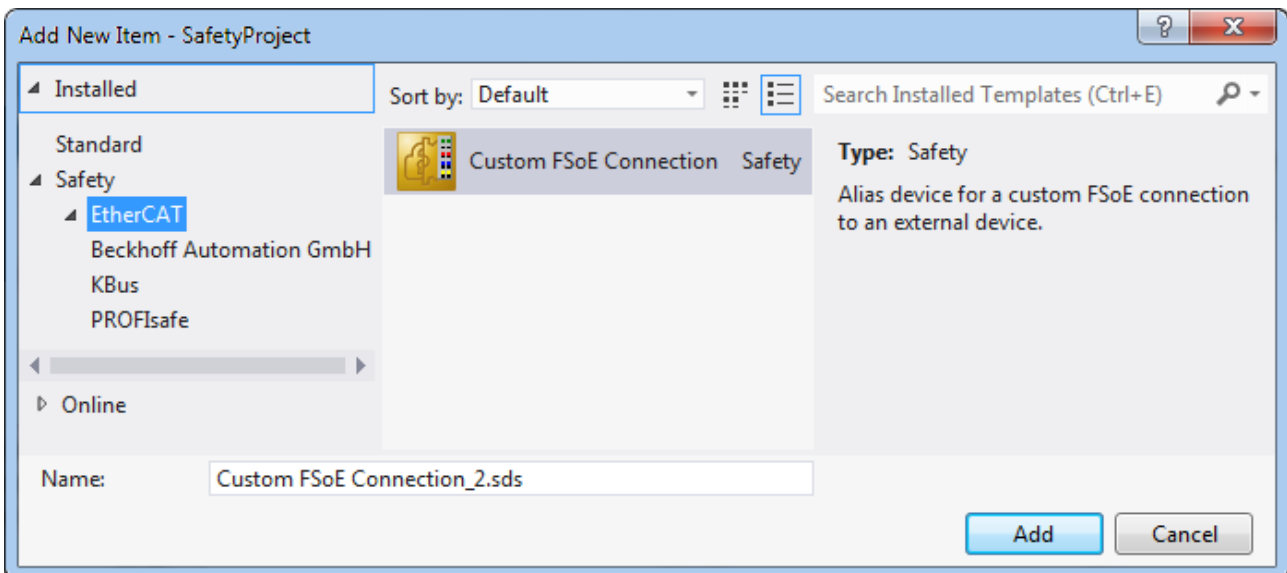 Add New Item - SafetyProject
Installed
Sort by: Default
Search Installed Templates (Ctrl+E)
Standard
Safety
EtherCAT
Beckhoff Automation GmbH
KBus
PROFIsafe
Online
Custom FSoE Connection Safety
Type: Safety
Alias device for a custom FSoE connection
to an external device.
Name: Custom FSoE Connection_2.sds
Add Cancel